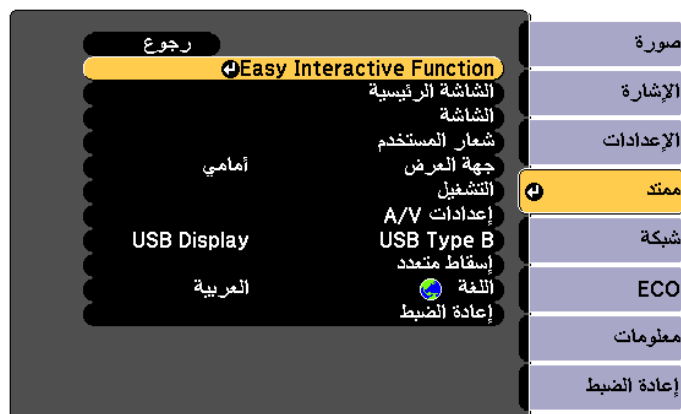 صورة
الإشارة
الإعدادات
ممتد
شبكة
ECO
معلومات
إعادة الضبط
رجوع
Easy Interactive Function
الشاشة الرئيسية
الشاشة
شعار المستخدم
جهة العرض أمامي
التشغيل
إعدادات A/V
USB Type B USB Display
إسقاط متعدد
اللغة العربية
إعادة الضبط